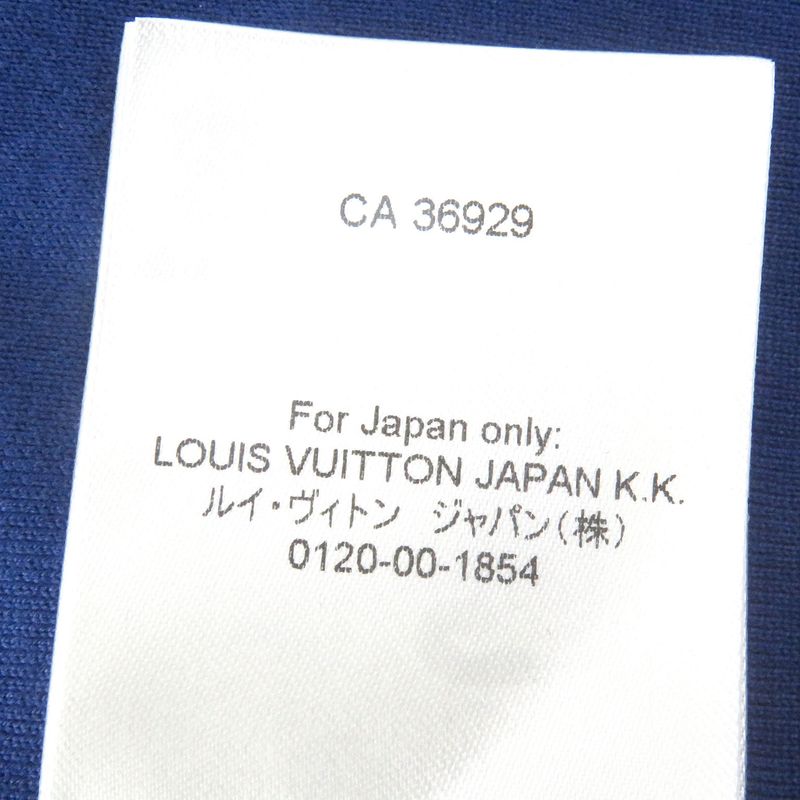 CA 36929
For Japan only:
LOUIS VUITTON JAPAN K.K.
ルイ・ヴィトン　ジャパン(株)
0120-00-1854